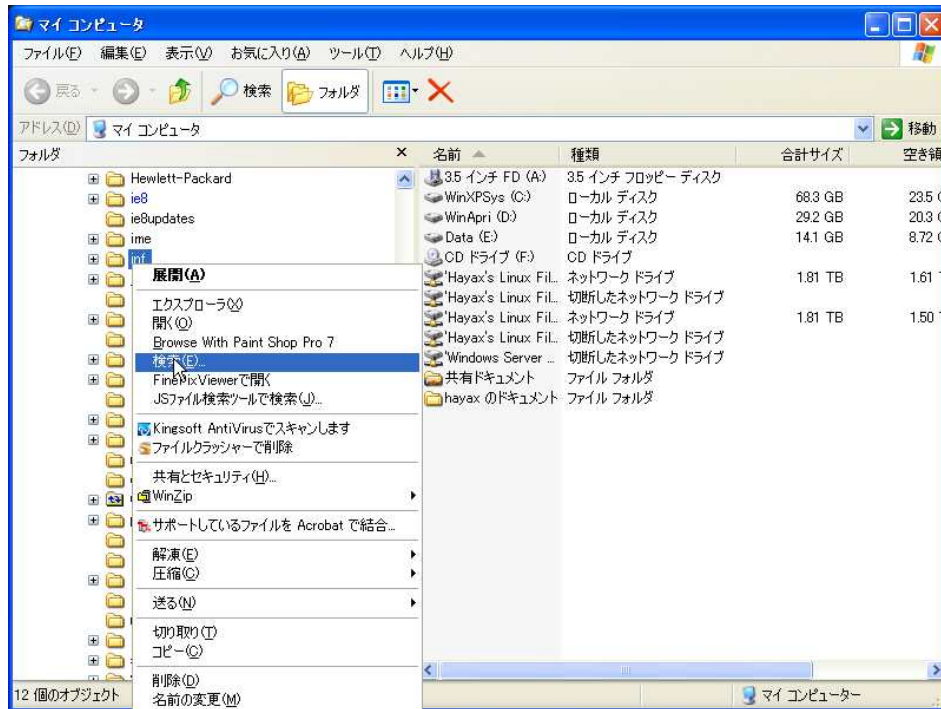 マイ コンピュータ
ファイル(F) 編集(E) 表示(V) お気に入り(A) ツール(T) ヘルプ(H)
戻る 検索 フォルダ
アドレス(D) マイ コンピュータ 移動
フォルダ × 名前 種類 合計サイズ 空き領
Hewlett-Packard
ie8
ie8updates
ime
inf
展開(A)
エクスプローラ(X)
開く(O)
Browse With Paint Shop Pro 7
検索(E)...
FinePixViewerで開く
JSファイル検索ツールで検索(J)...
Kingsoft AntiVirusでスキャンします
ファイルクラッシャーで削除
共有とセキュリティ(H)...
WinZip
サポートしているファイルを Acrobat で結合...
解凍(E)
圧縮(C)
送る(N)
切り取り(T)
コピー(C)
削除(D)
名前の変更(M)
3.5 インチ FD (A:) 3.5 インチ フロッピー ディスク
WinXPSys (C:) ローカル ディスク 68.3 GB 23.5
WinApri (D:) ローカル ディスク 29.2 GB 20.3
Data (E:) ローカル ディスク 14.1 GB 8.72
CD ドライブ (F:) CD ドライブ
'Hayax's Linux Fil... ネットワーク ドライブ 1.81 TB 1.61
'Hayax's Linux Fil... 切断したネットワーク ドライブ
'Hayax's Linux Fil... ネットワーク ドライブ 1.81 TB 1.50
'Hayax's Linux Fil... 切断したネットワーク ドライブ
'Windows Server ... 切断したネットワーク ドライブ
共有ドキュメント ファイル フォルダ
hayax のドキュメント ファイル フォルダ
12 個のオブジェクト マイ コンピューター